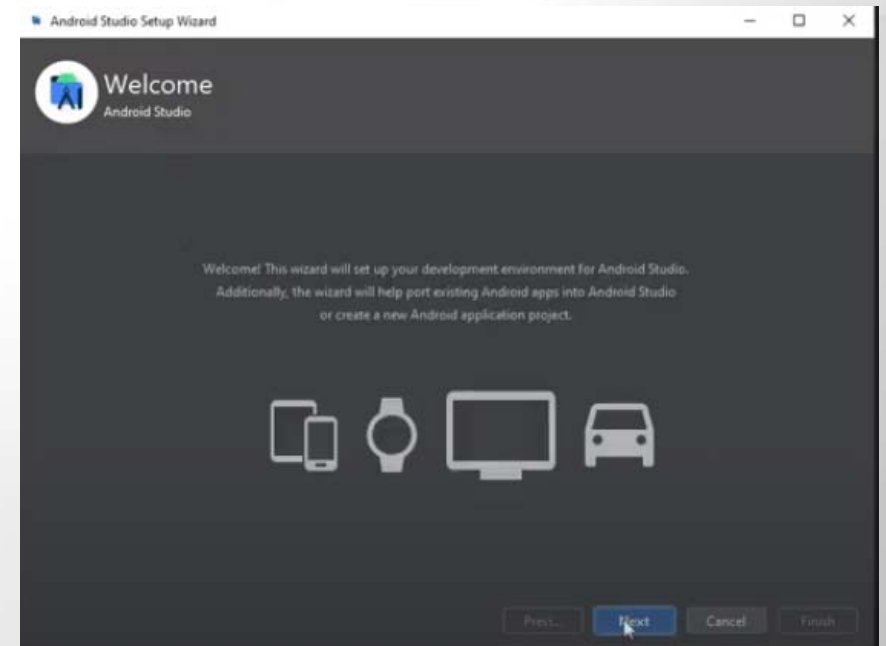 Android Studio Setup Wizard
Welcome
Android Studio
Welcome! This wizard will set up your development environment for Android Studio.
Additionally, the wizard will help port existing Android apps into Android Studio
or create a new Android application project.
Next Cancel Finish